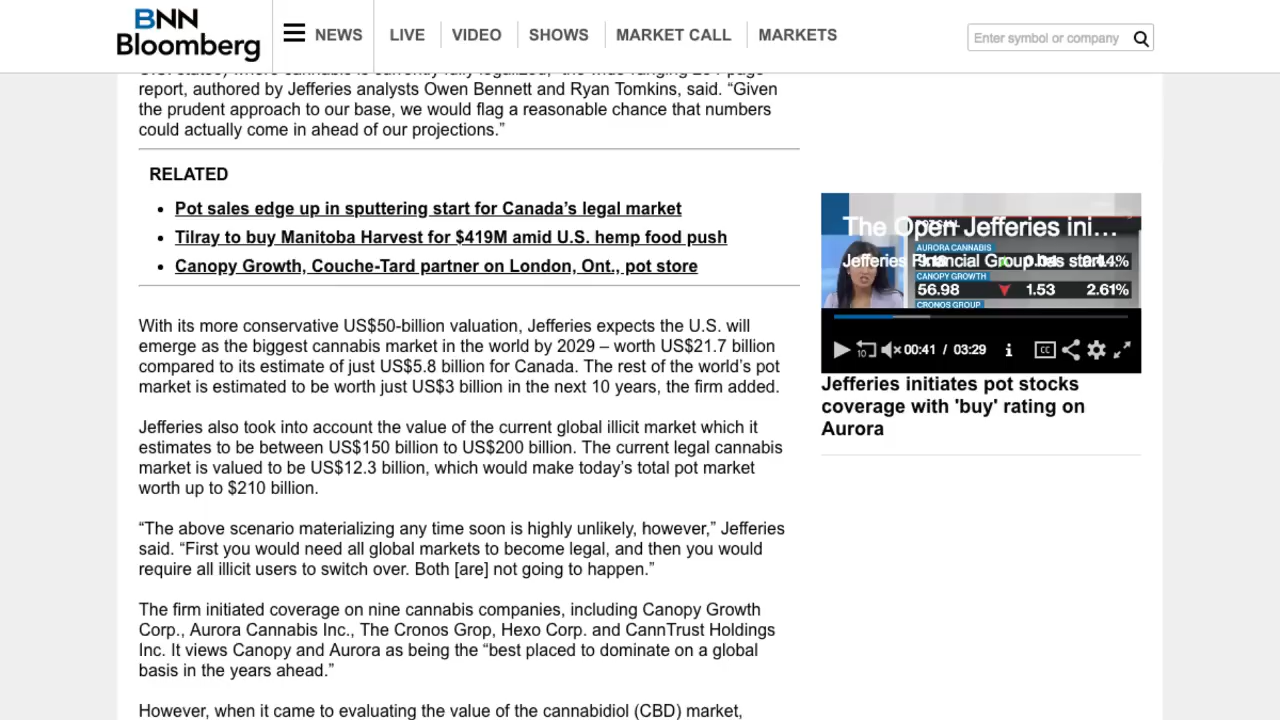 BNN
Bloomberg
NEWS
LIVE
VIDEO
SHOWS
MARKET CALL
MARKETS
Enter symbol or company
report, authored by Jefferies analysts Owen Bennett and Ryan Tomkins, said. “Given
the prudent approach to our base, we would flag a reasonable chance that numbers
could actually come in ahead of our projections.”
RELATED
• Pot sales edge up in sputtering start for Canada’s legal market
• Tilray to buy Manitoba Harvest for $419M amid U.S. hemp food push
• Canopy Growth, Couche-Tard partner on London, Ont., pot store
With its more conservative US$50-billion valuation, Jefferies expects the U.S. will
emerge as the biggest cannabis market in the world by 2029 – worth US$21.7 billion
compared to its estimate of just US$5.8 billion for Canada. The rest of the world’s pot
market is estimated to be worth just US$3 billion in the next 10 years, the firm added.
Jefferies also took into account the value of the current global illicit market which it
estimates to be between US$150 billion to US$200 billion. The current legal cannabis
market is valued to be US$12.3 billion, which would make today’s total pot market
worth up to $210 billion.
“The above scenario materializing any time soon is highly unlikely, however,” Jefferies
said. “First you would need all global markets to become legal, and then you would
require all illicit users to switch over. Both [are] not going to happen.”
The firm initiated coverage on nine cannabis companies, including Canopy Growth
Corp., Aurora Cannabis Inc., The Cronos Grop, Hexo Corp. and CannTrust Holdings
Inc. It views Canopy and Aurora as being the “best placed to dominate on a global
basis in the years ahead.”
However, when it came to evaluating the value of the cannabidiol (CBD) market,
The Open Jefferies ini…
AURORA CANNABIS
Jefferies Financial Group has start…
CANOPY GROWTH
56.98 1.53 2.61%
CRONOS GROUP
10 00:41 / 03:29 CC
Jefferies initiates pot stocks
coverage with 'buy' rating on
Aurora